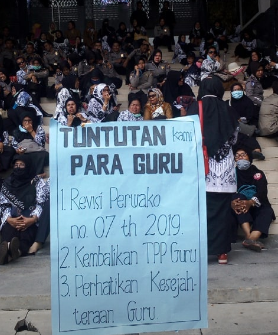 TUNTUTAN kami
PARA GURU
1. Revisi Perwako
no. 07 th 2019.
2. Kembalikan TPP Guru.
3. Perhatikan Kesejah-
teraan Guru